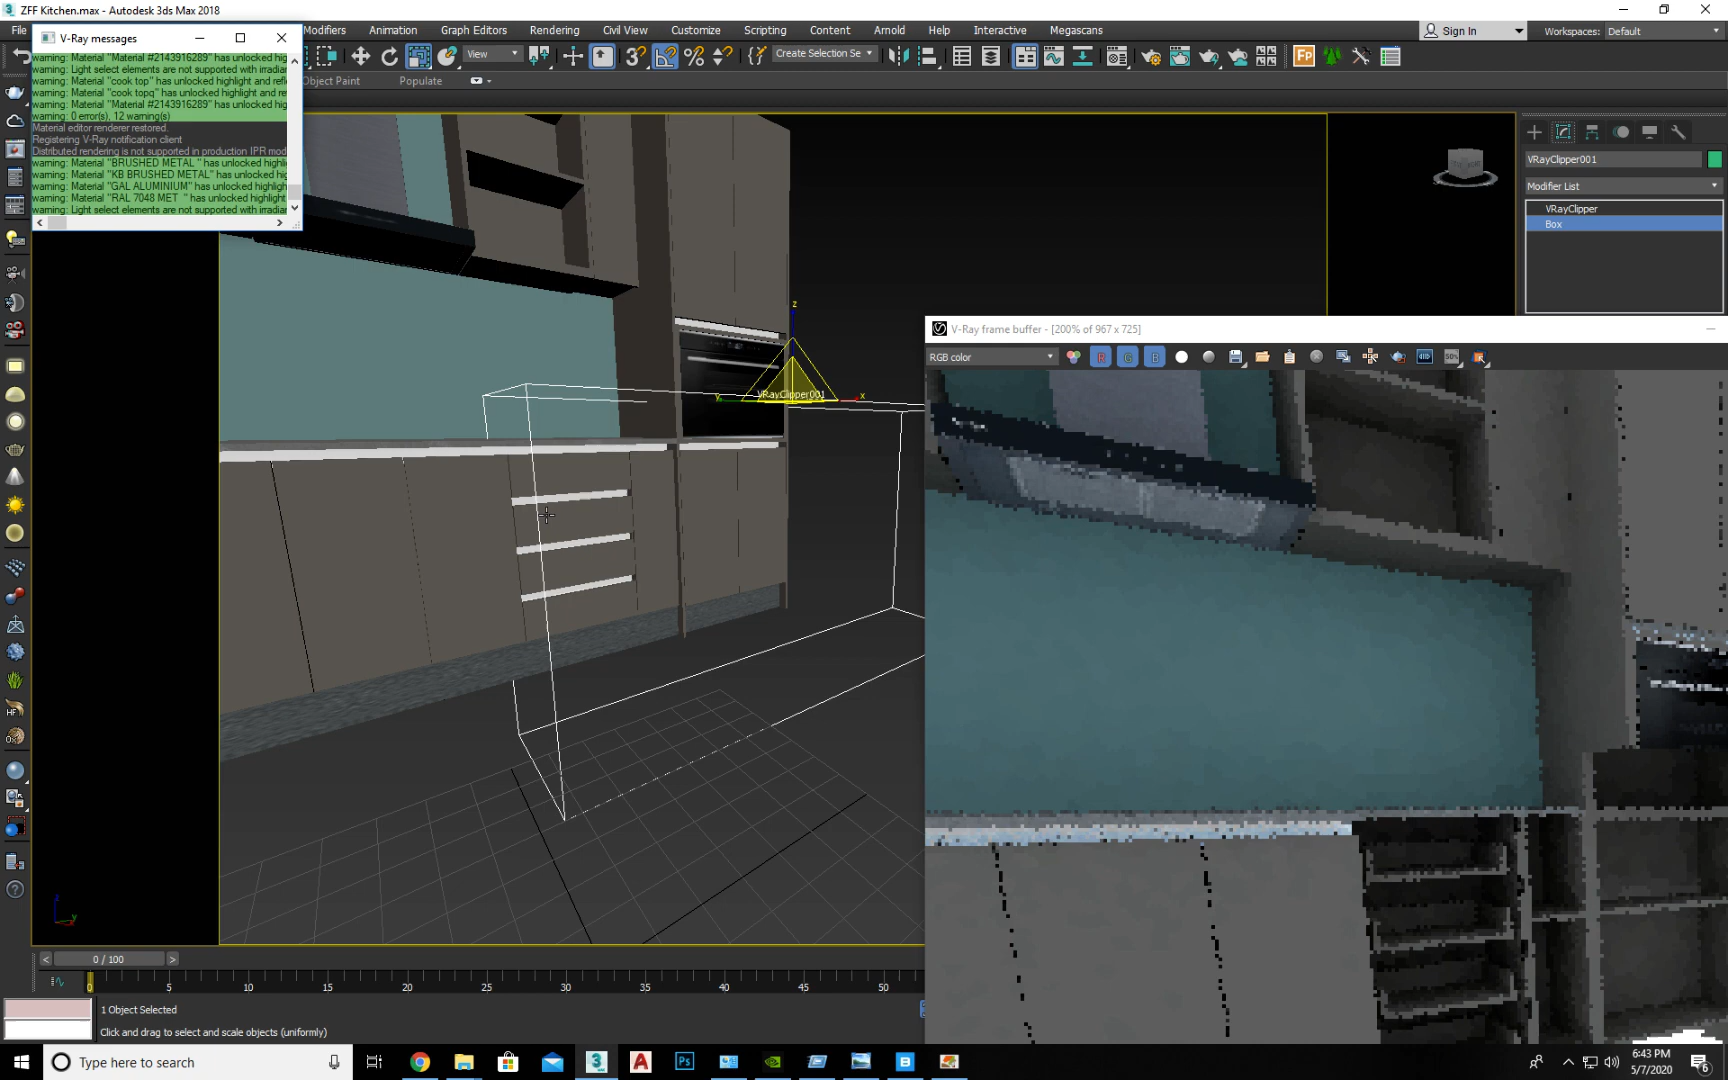 ZFF Kitchen.max - Autodesk 3ds Max 2018
File
Modifiers
Animation
Graph Editors
Rendering
Civil View
Customize
Scripting
Content
Arnold
Help
Interactive
Megascans
Sign In
Workspaces: Default
V-Ray messages
View
Create Selection Se
Object Paint
Populate
warning: Material "Material #2143916289" has unlocked hig
warning: Light select elements are not supported with irradian
warning: Material "cook top" has unlocked highlight and refl
warning: Material "cook topq" has unlocked highlight and re
warning: Material "Material #2143916289" has unlocked hig
warning: 0 error(s), 12 warning(s)
Material editor renderer restored.
Registering V-Ray notification client
Distributed rendering is not supported in production IPR mod
warning: Material "BRUSHED METAL " has unlocked highli
warning: Material "KB BRUSHED METAL" has unlocked hig
warning: Material "GAL ALUMINIUM" has unlocked highligh
warning: Material "RAL 7048 MET  " has unlocked highlight
warning: Light select elements are not supported with irradian
VRayClipper001
Modifier List
VRayClipper
Box
z
VRayClipper001
y
x
V-Ray frame buffer - [200% of 967 x 725]
RGB color
R
G
B
50%
z
y
0 / 100
0
5
10
15
20
25
30
35
40
45
50
1 Object Selected
Click and drag to select and scale objects (uniformly)
Type here to search
6:43 PM
5/7/2020
6